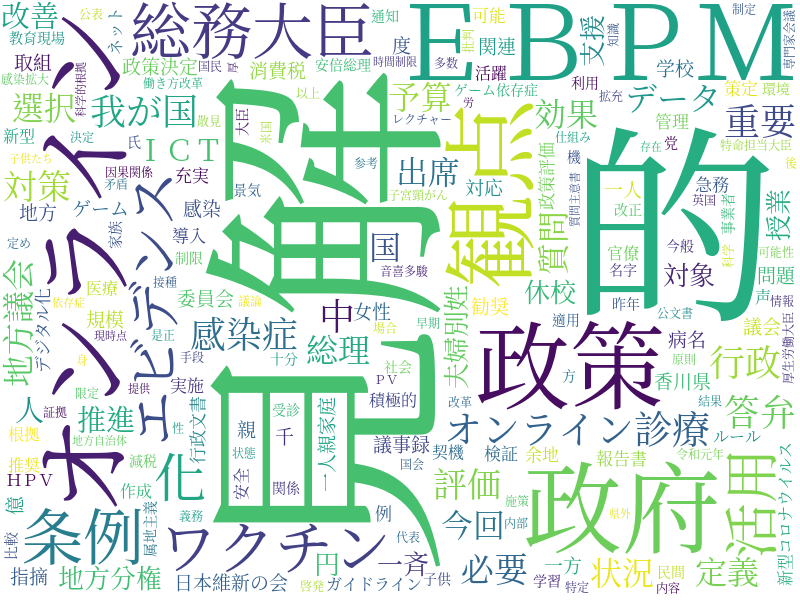 改善
ネット
公表
総務大臣
EBPM
通知
可能
批判
知識
制定
専門家会議
教育現場
取組
政策決定
安倍総理
度
関連
支援
感染拡大
科学的根拠
国民
厚
時間制限
多数
消費税
働き方改革
活躍
学校
利用
策定
環境
選択
我が国
以上
予算
ゲーム依存症
データ
拡充
管理
重要
新型
決定
散見
大臣
米国
レクチャー
労
効果
仕組み
党
特命担当大臣
後
子供たち
氏
ICT
見解
観点
的
参考
出席
政策評価
機
存在
対策
因果関係
矛盾
充実
景気
子宮頸がん
対応
質問
質問主意書
一人
急務
英国
改正
事業者
授業
地方
ゲーム
感染
家族
導入
制限
国
音喜多駿
官僚
名字
今般
対象
科学
可能性
問題
定め
オンライン
エビデンス
接種
医療
委員会
議論
中
女性
勧奨
休校
昨年
公文書
声
情報
地方議会
デジタル化
依存症
規模
是正
感染症
場合
早期
夫婦別姓
適用
病名
議会
厚生労働大臣
現時点
手段
十分
総理
政策
方
原則
香川県
行政
身
限定
提供
実施
社会
PV
積極的
改革
結果
人
推進
行政文書
親
受診
千
一人親家庭
オンライン診療
ルール
答弁
根拠
証拠
地方自治体
性
化
状態
安全
関係
議事録
国会
契機
検証
余地
報告書
令和元年
新型コロナウイルス
推奨
HPV
減税
作成
属地主義
義務
例
代表
評価
施策
内部
政府
県外
活用
億
比較
条例
ワクチン
円
一斉
今回
必要
一方
状況
民間
定義
指摘
地方分権
日本維新の会
啓発
ガイドライン
子供
学習
特定
内容